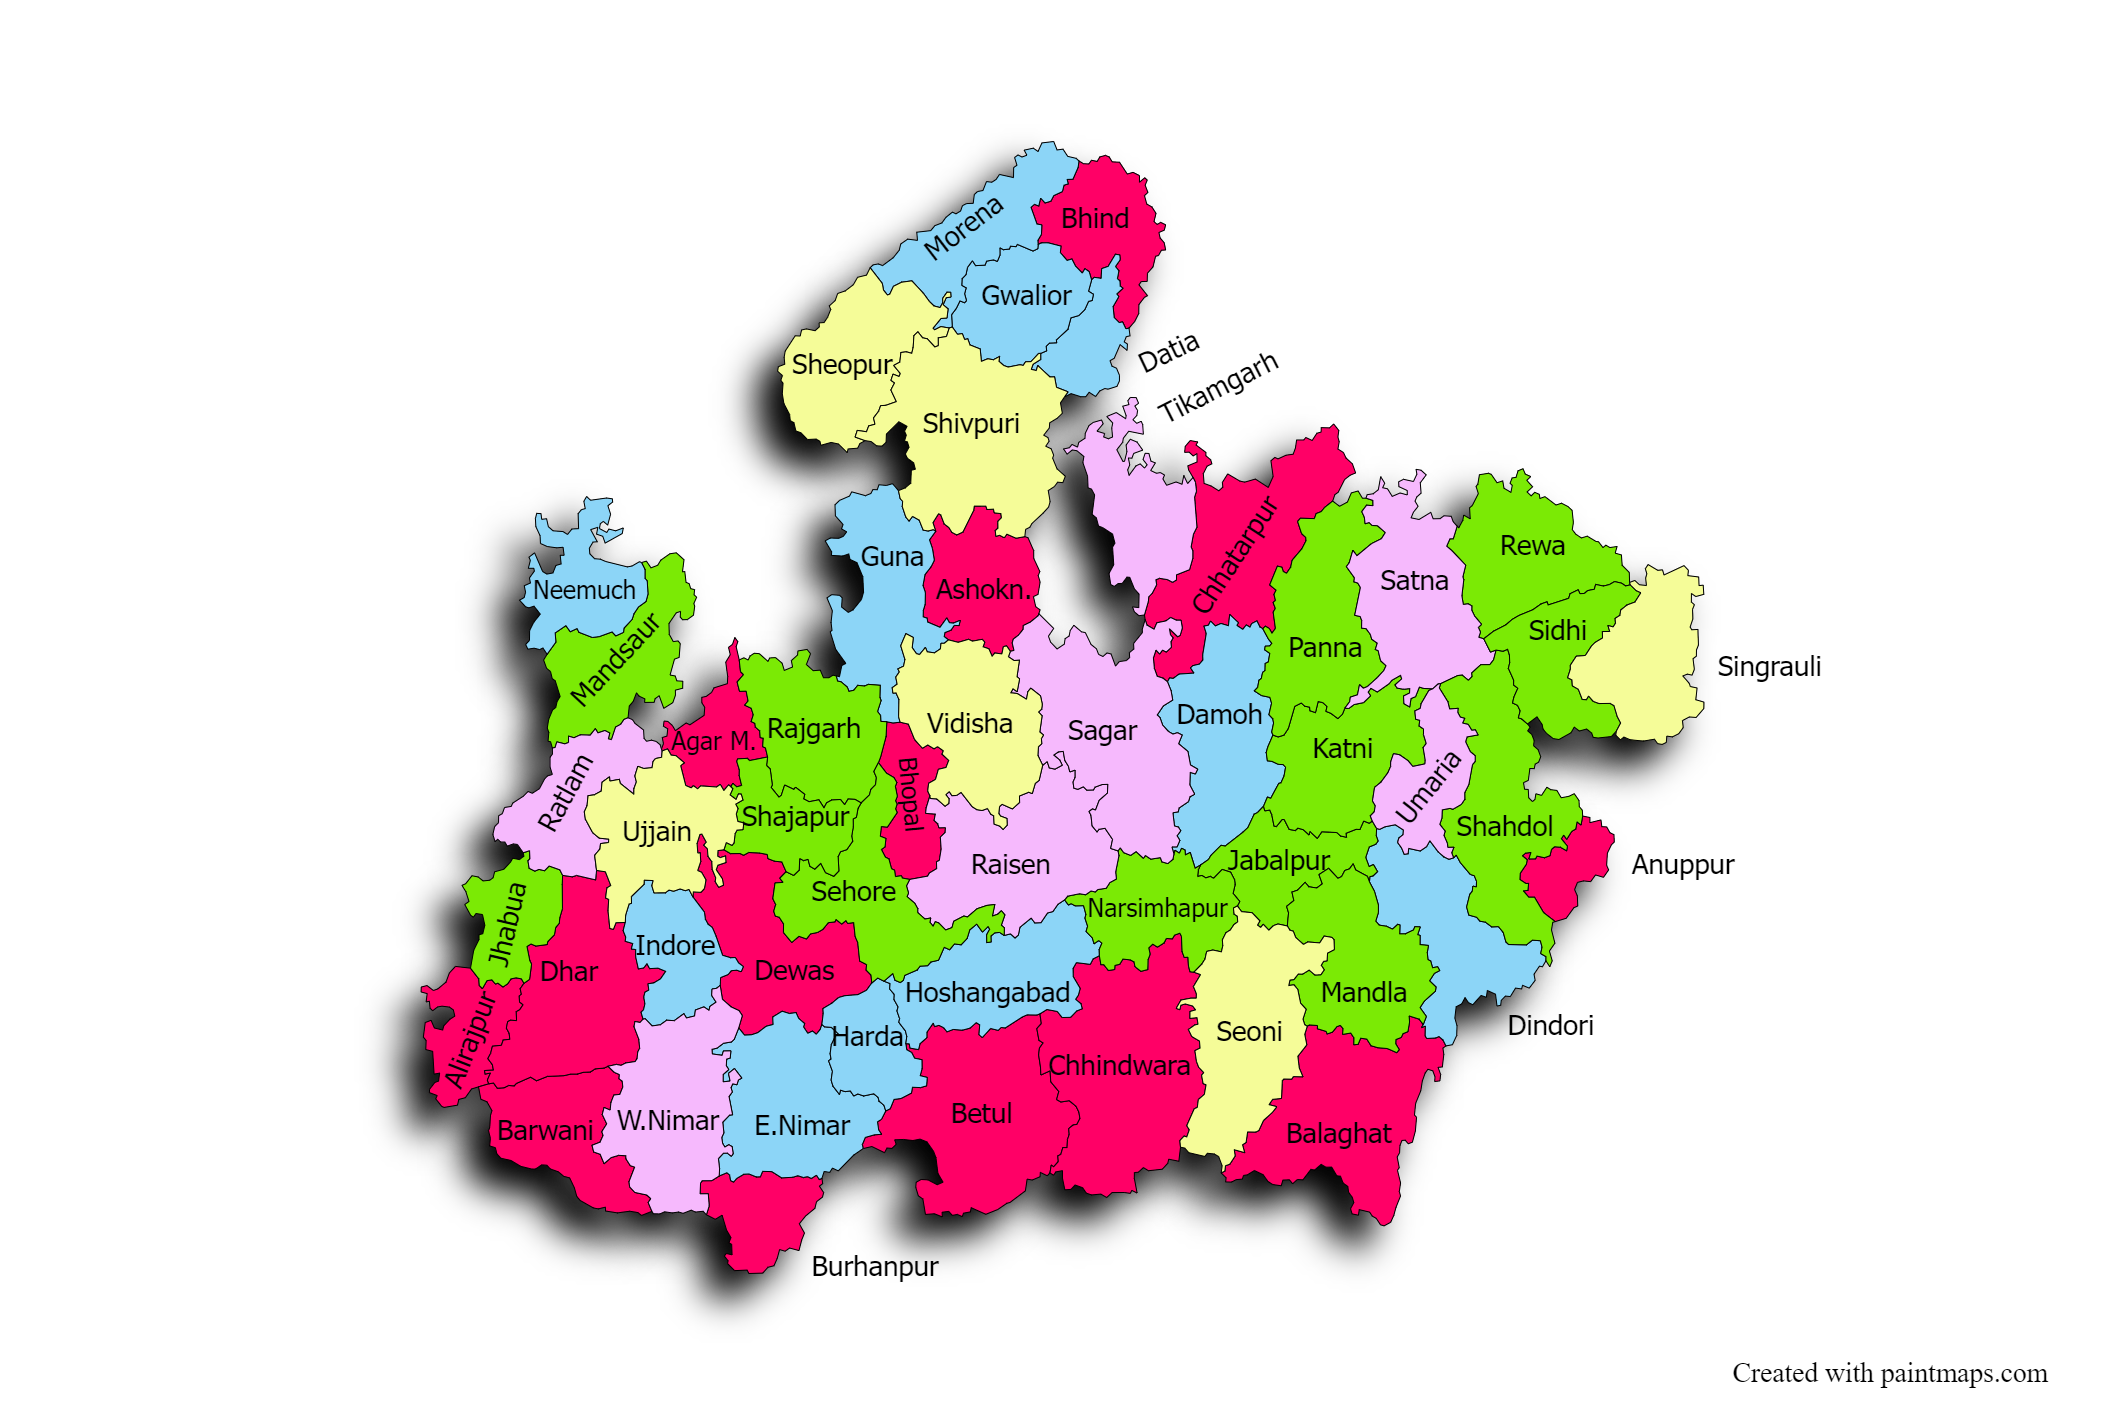 Morena
Bhind
Gwalior
Datia
Sheopur
Tikamgarh
Shivpuri
Guna
Ashokn.
Chhatarpur
Rewa
Satna
Neemuch
Sidhi
Panna
Mandsaur
Singrauli
Damoh
Vidisha
Rajgarh
Sagar
Agar M.
Katni
Umaria
Ratlam
Bhopal
Shajapur
Ujjain
Shahdol
Jabalpur
Raisen
Anuppur
Sehore
Narsimhapur
Jhabua
Indore
Dhar
Dewas
Hoshangabad
Mandla
Dindori
Seoni
Harda
Alirajpur
Chhindwara
Betul
W.Nimar
E.Nimar
Barwani
Balaghat
Burhanpur
Created with paintmaps.com